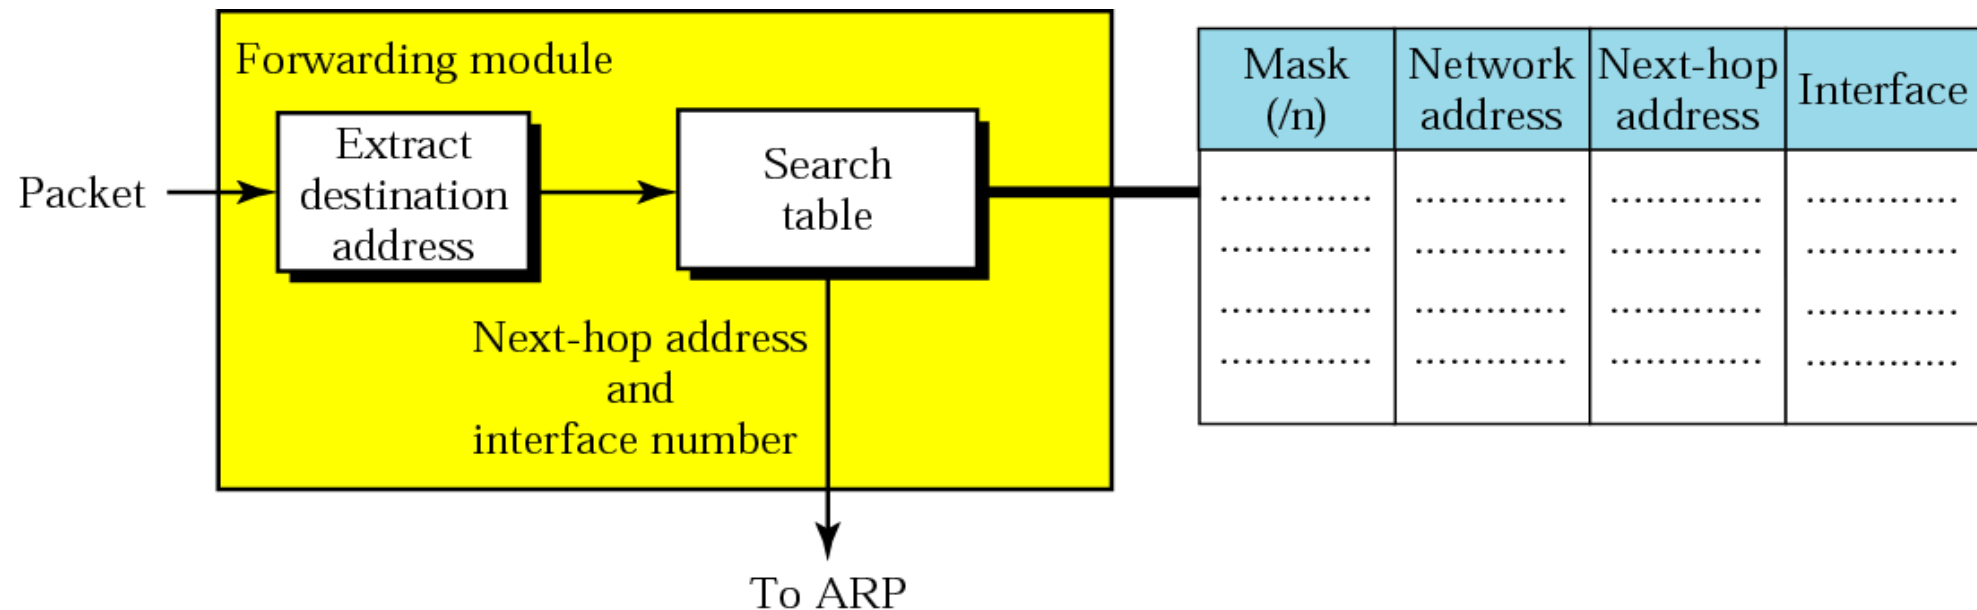 Forwarding module
Packet
Extract
destination
address
Search
table
Next-hop address
and
interface number
To ARP
Mask
(/n)
Network
address
Next-hop
address
Interface